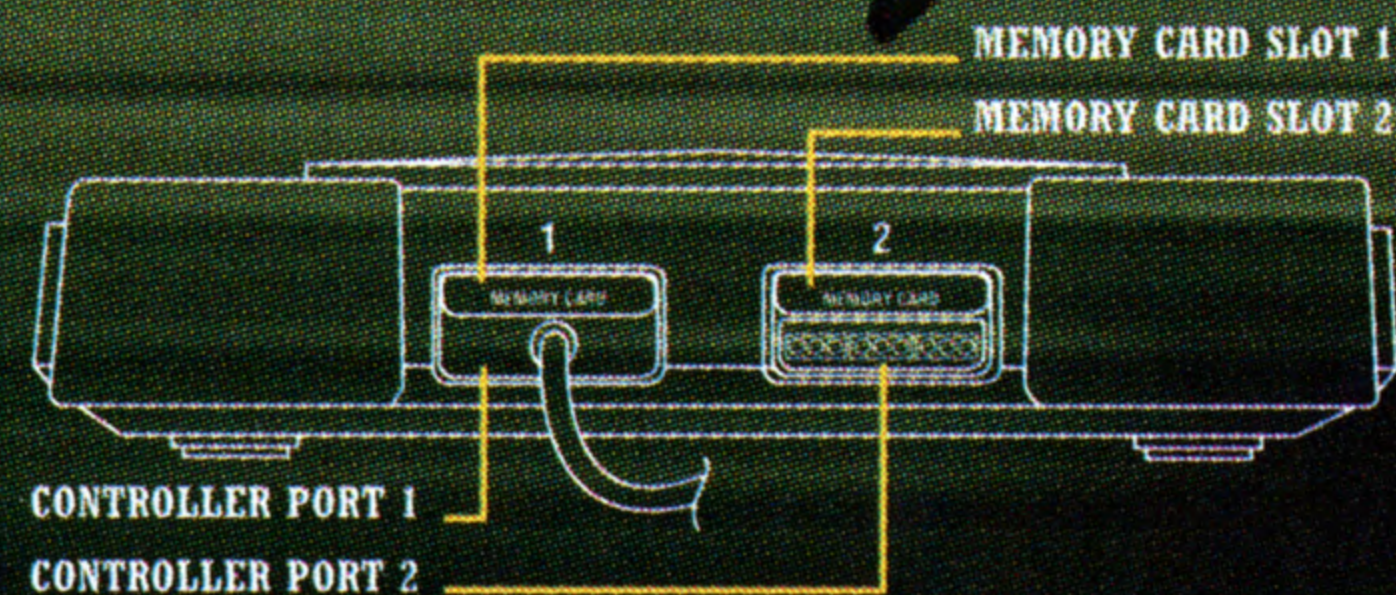 MEMORY CARD SLOT 1
MEMORY CARD SLOT 2
1
2
MEMORY CARD
MEMORY CARD
CONTROLLER PORT 1
CONTROLLER PORT 2